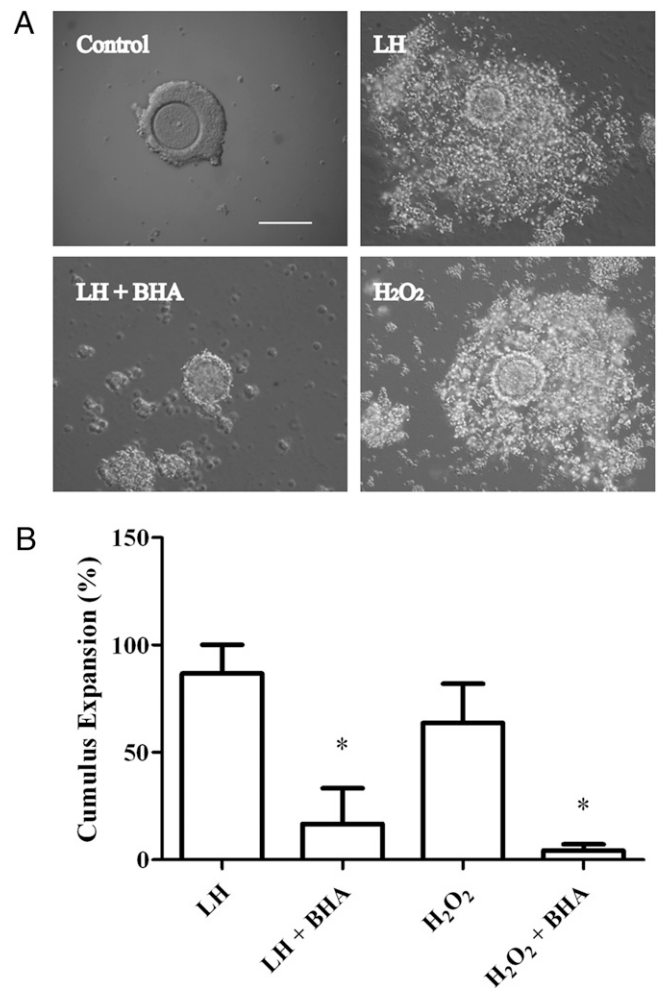 A
Control
LH
LH + BHA
H₂O₂
B
Cumulus Expansion (%)
150
100
50
0
*
*
LH
LH + BHA
H₂O₂
H₂O₂ + BHA